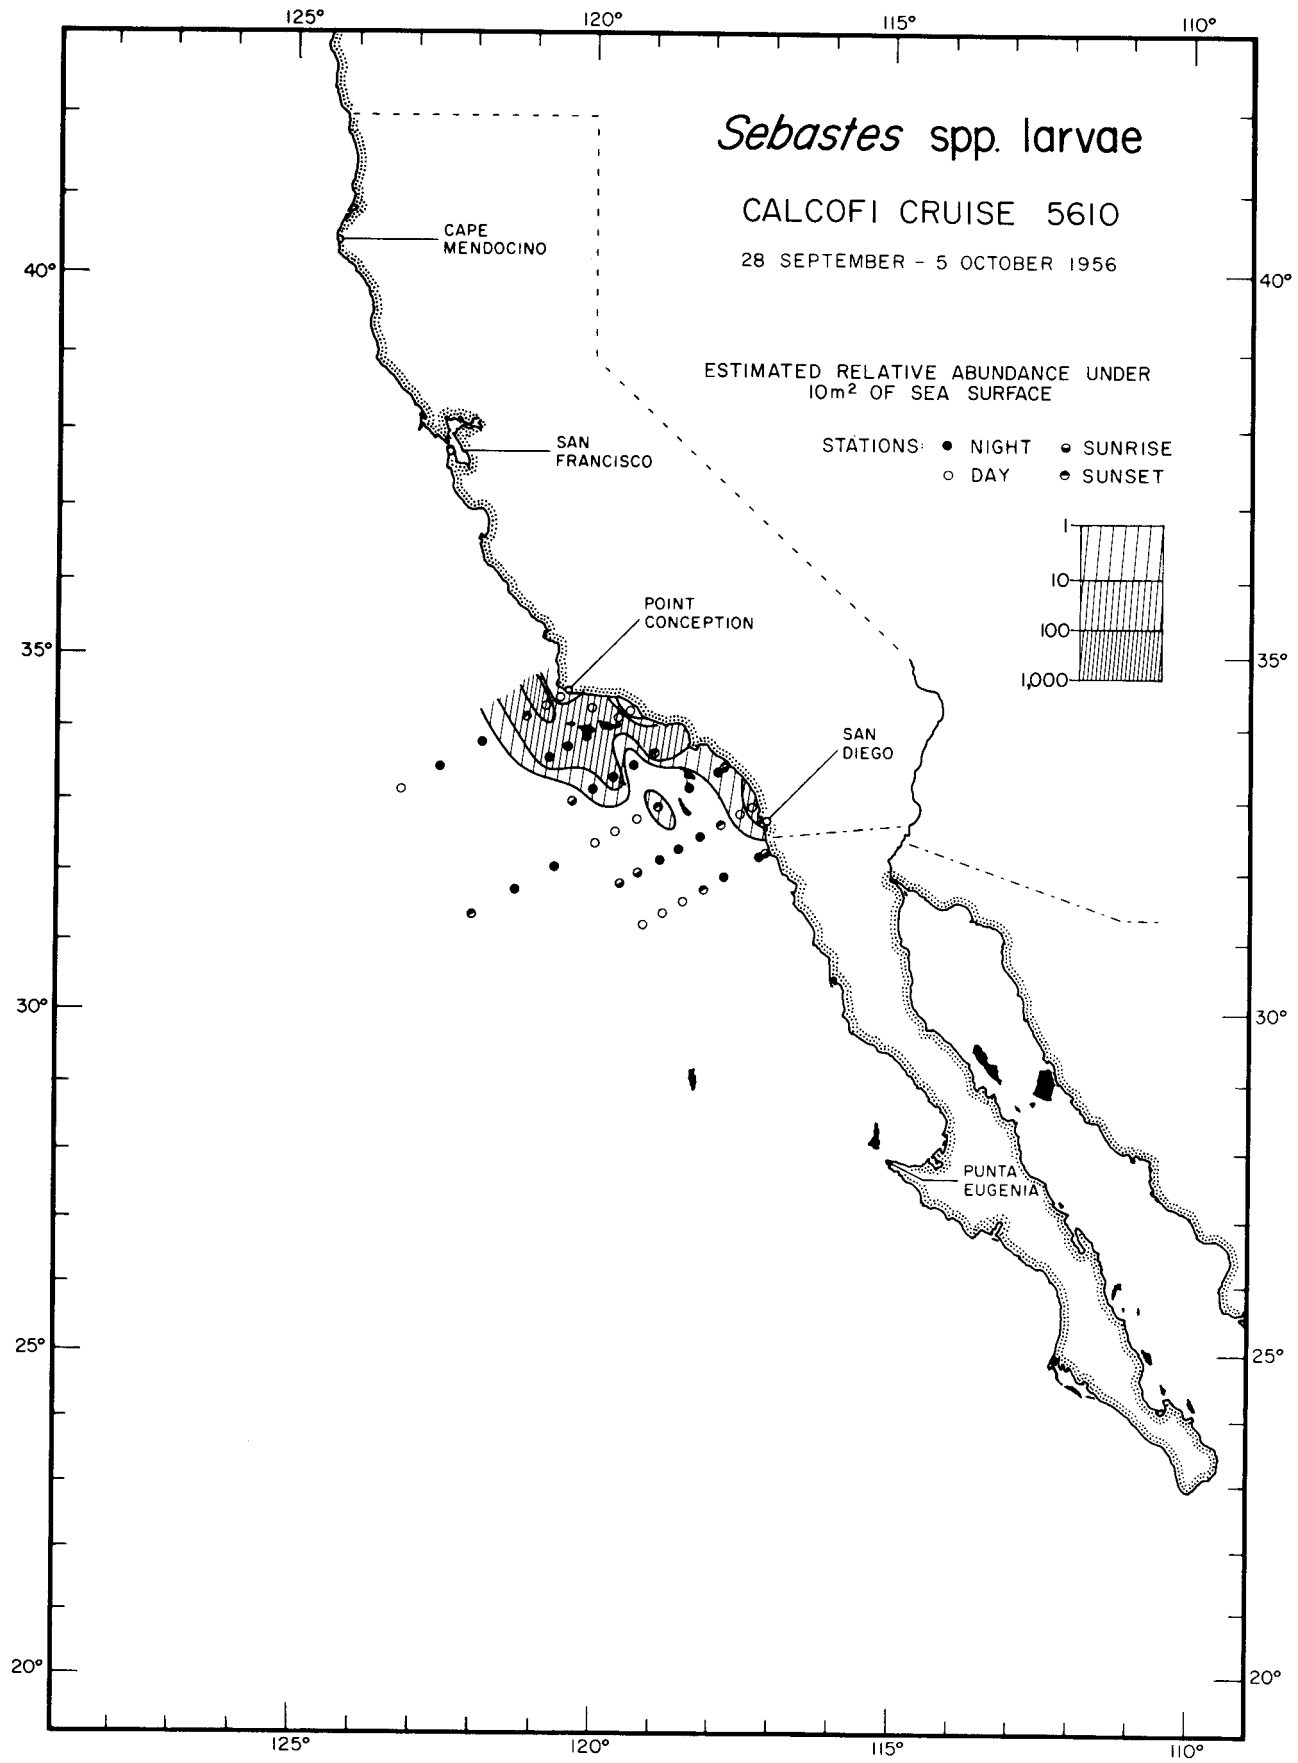 125° 120° 115° 110°
Sebastes spp. larvae
CALCOFI CRUISE 5610
28 SEPTEMBER – 5 OCTOBER 1956
CAPE
MENDOCINO
40° 40°
ESTIMATED RELATIVE ABUNDANCE UNDER
10m² OF SEA SURFACE
STATIONS: ● NIGHT ◒ SUNRISE
○ DAY ◓ SUNSET
SAN
FRANCISCO
1
10
100
1,000
POINT
CONCEPTION
35° 35°
SAN
DIEGO
30° 30°
PUNTA
EUGENIA
25° 25°
20° 20°
125° 120° 115° 110°